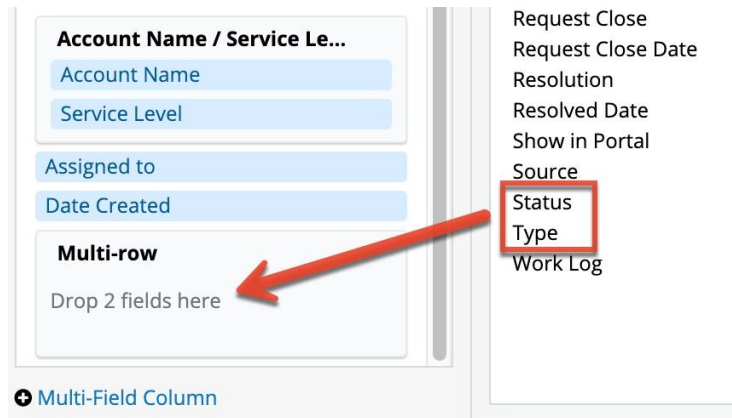 Account Name / Service Le...
Account Name
Service Level
Assigned to
Date Created
Multi-row
Drop 2 fields here
Multi-Field Column
Request Close
Request Close Date
Resolution
Resolved Date
Show in Portal
Source
Status
Type
Work Log